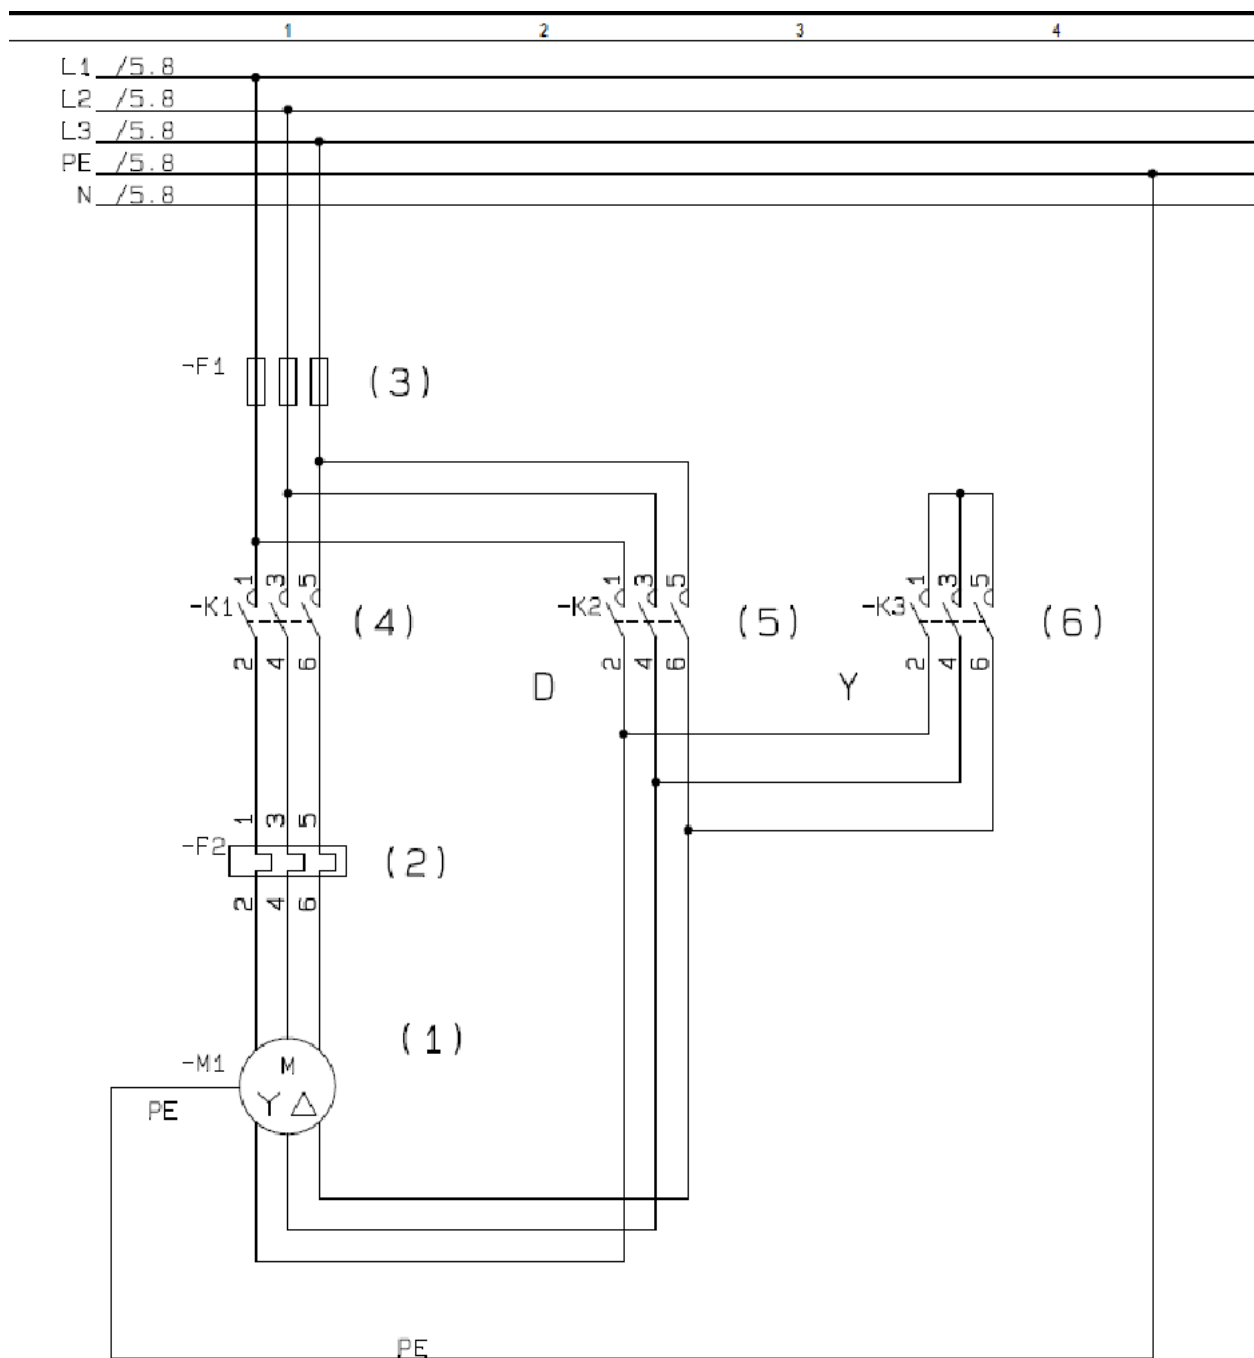 1 2 3 4
L1 /5.8
L2 /5.8
L3 /5.8
PE /5.8
N /5.8
-F1 (3)
1 3 5 1 3 5 1 3 5
-K1 (4) -K2 (5) -K3 (6)
2 4 6 2 4 6 2 4 6
D Y
1 3 5
-F2 (2)
2 4 6
(1)
-M1 M
Y △
PE
PE